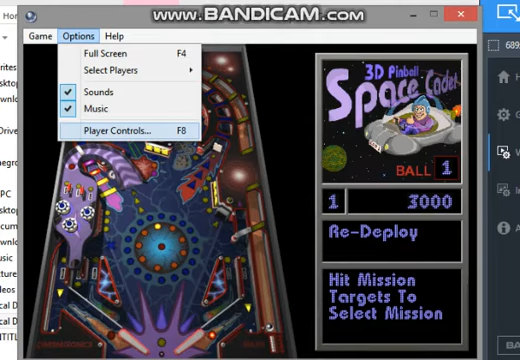 www.BANDICAM.com
Game Options Help
Full Screen F4
Select Players
Sounds
Music
Player Controls... F8
3D Pinball
Space Cadet
BALL 1
1 3000
Re-Deploy
Hit Mission
Targets To
Select Mission